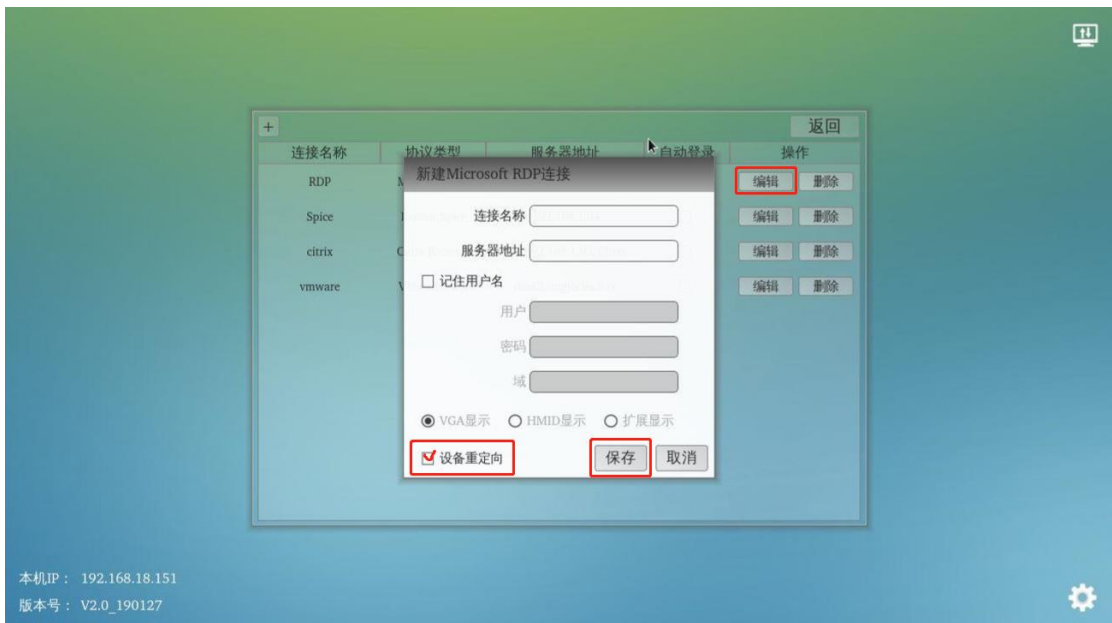 + 返回
连接名称 协议类型 服务器地址 自动登录 操作
新建Microsoft RDP连接
RDP 编辑 删除
连接名称
Spice 编辑 删除
服务器地址
citrix 编辑 删除
记住用户名
vmware 编辑 删除
用户
密码
域
VGA显示 HMID显示 扩展显示
设备重定向 保存 取消
本机IP： 192.168.18.151
版本号： V2.0_190127